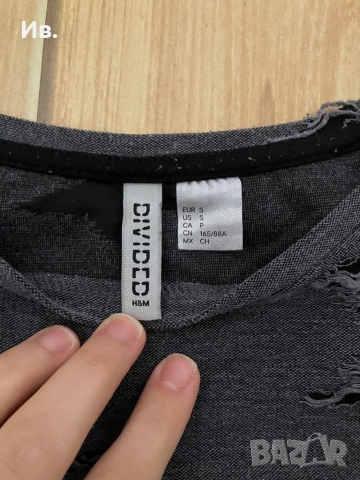 Ив.
DIVIDED
H&M
EUR S
US S
CA P
CN 165/88A
MX CH
BAZAR